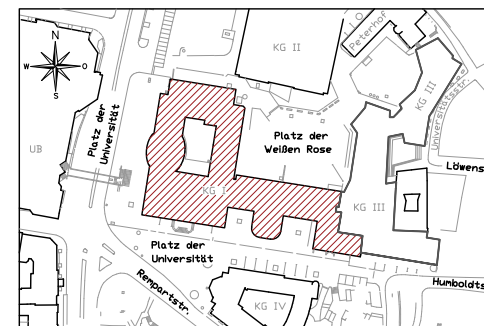 KG II
Peterhof
N
W
O
S
KG III
Universitätsstr.
Platz der
Universität
Platz der
Weißen Rose
UB
Löwens
KG I
KG III
Platz der
Universität
Rempartstr.
Humboldts
KG IV